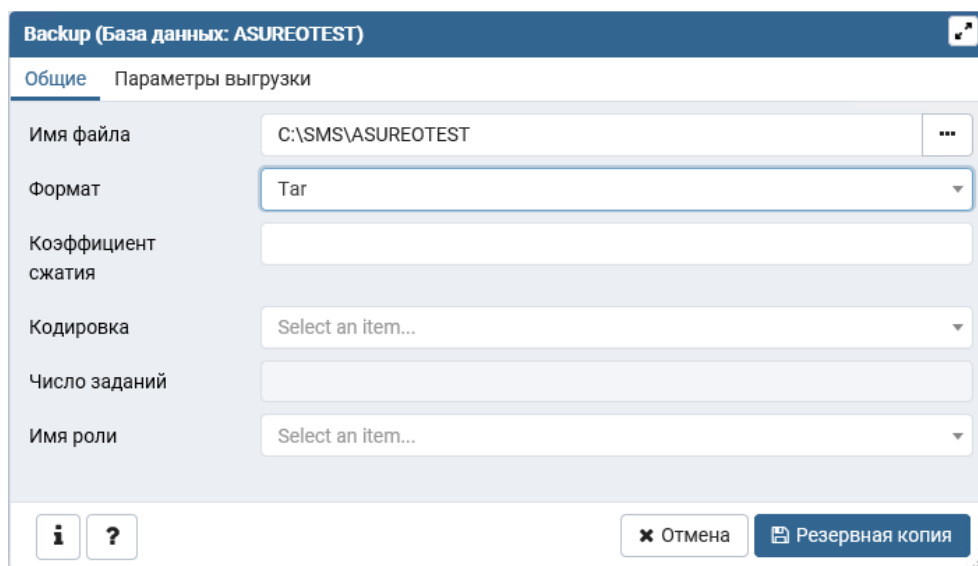 Backup (База данных: ASUREOTEST)
Общие Параметры выгрузки
Имя файла C:\SMS\ASUREOTEST ...
Формат Tar
Коэффициент
сжатия
Кодировка Select an item...
Число заданий
Имя роли Select an item...
i ? ✖ Отмена Резервная копия